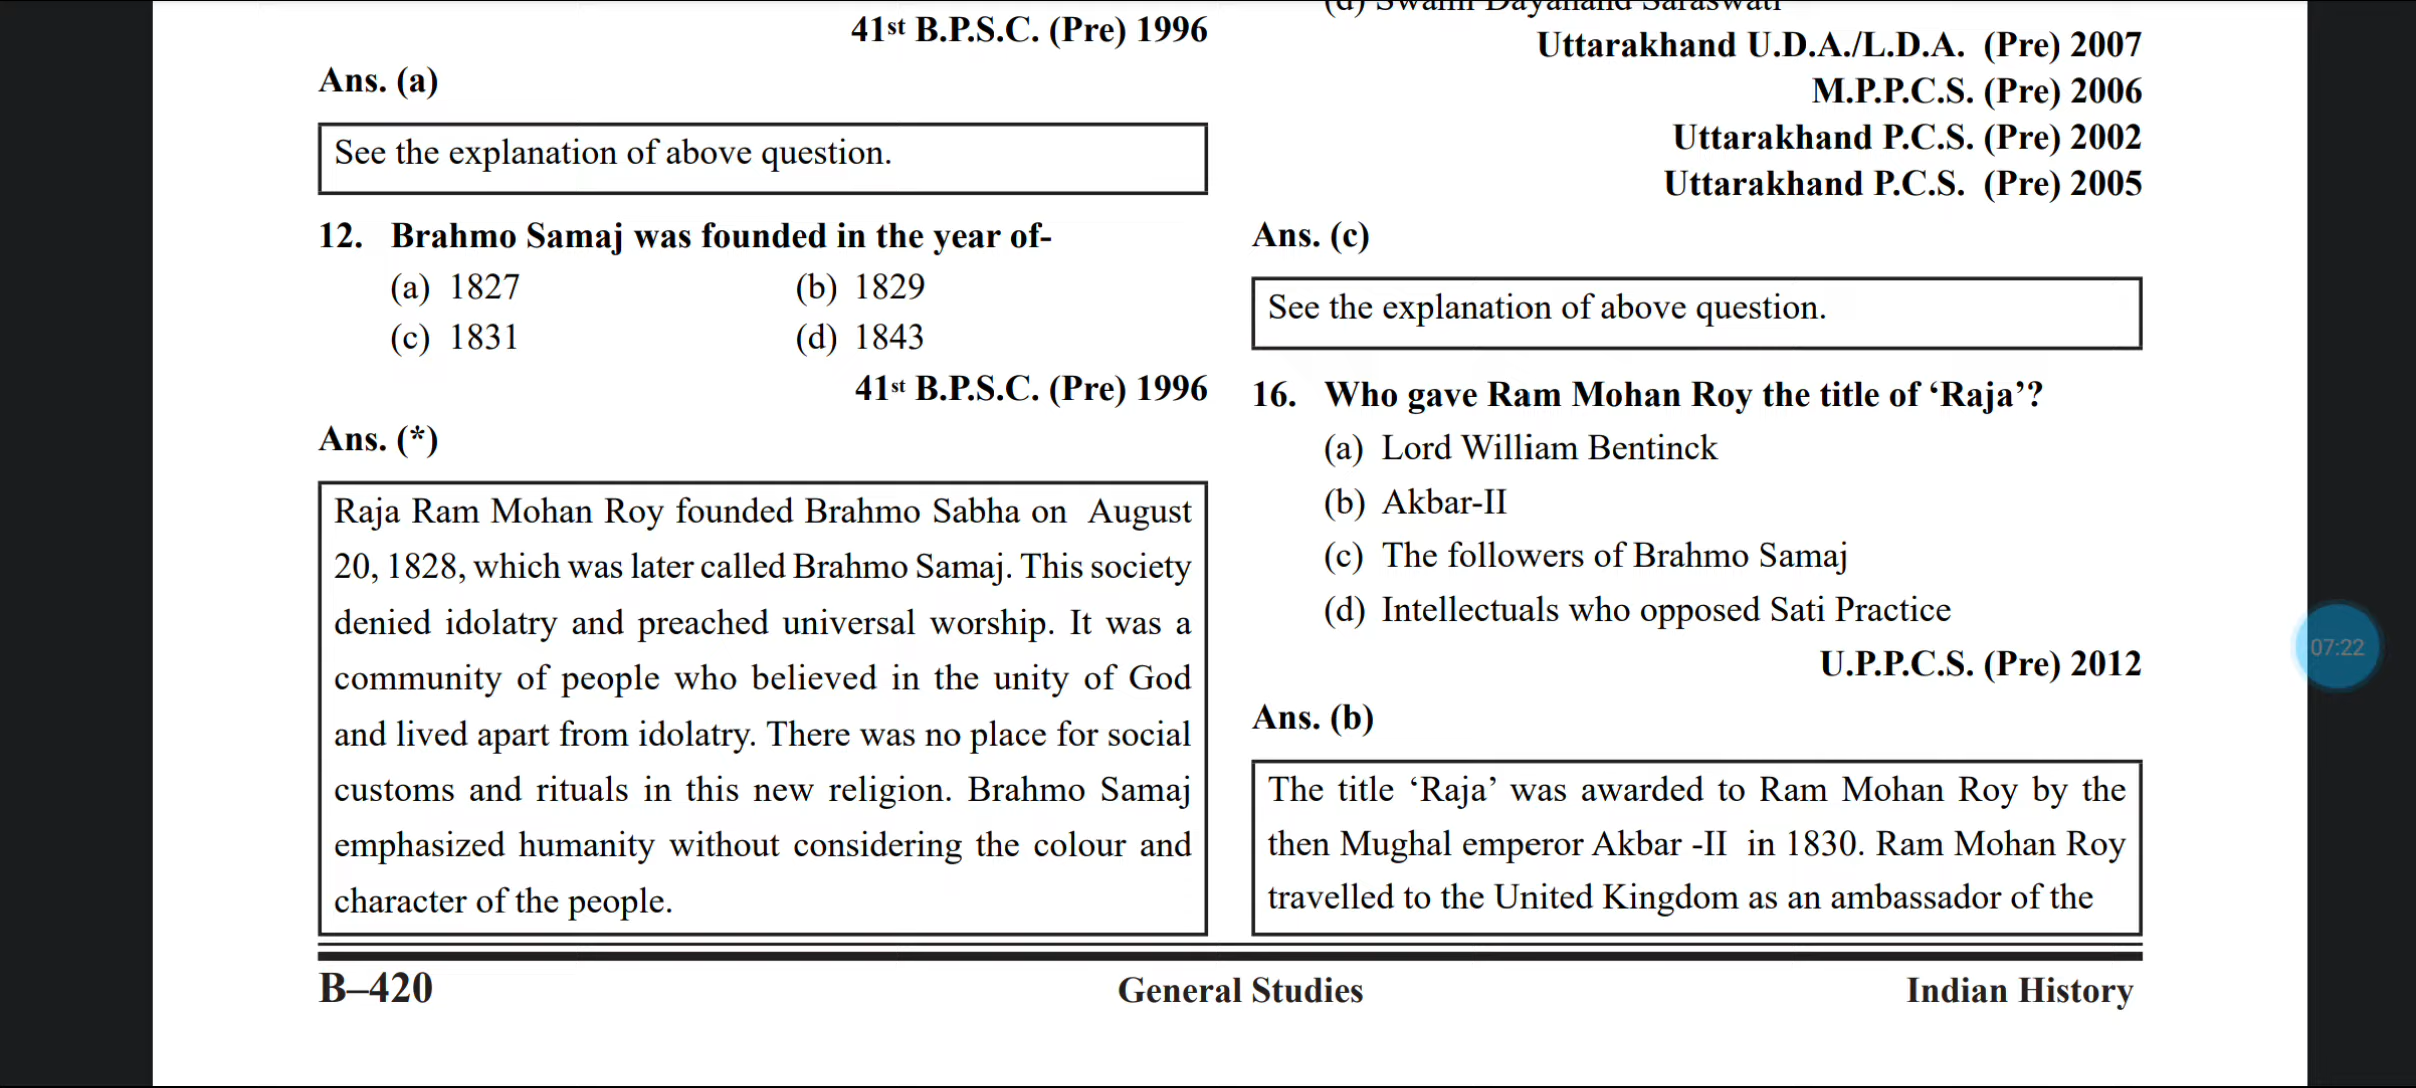 41st B.P.S.C. (Pre) 1996
Ans. (a)
See the explanation of above question.
12. Brahmo Samaj was founded in the year of-
(a) 1827 (b) 1829
(c) 1831 (d) 1843
41st B.P.S.C. (Pre) 1996
Ans. (*)
Raja Ram Mohan Roy founded Brahmo Sabha on August
20, 1828, which was later called Brahmo Samaj. This society
denied idolatry and preached universal worship. It was a
community of people who believed in the unity of God
and lived apart from idolatry. There was no place for social
customs and rituals in this new religion. Brahmo Samaj
emphasized humanity without considering the colour and
character of the people.
(d) Swami Dayanand Saraswati
Uttarakhand U.D.A./L.D.A. (Pre) 2007
M.P.P.C.S. (Pre) 2006
Uttarakhand P.C.S. (Pre) 2002
Uttarakhand P.C.S. (Pre) 2005
Ans. (c)
See the explanation of above question.
16. Who gave Ram Mohan Roy the title of ‘Raja’?
(a) Lord William Bentinck
(b) Akbar-II
(c) The followers of Brahmo Samaj
(d) Intellectuals who opposed Sati Practice
U.P.P.C.S. (Pre) 2012
Ans. (b)
The title ‘Raja’ was awarded to Ram Mohan Roy by the
then Mughal emperor Akbar -II in 1830. Ram Mohan Roy
travelled to the United Kingdom as an ambassador of the
07:22
B–420 General Studies Indian History